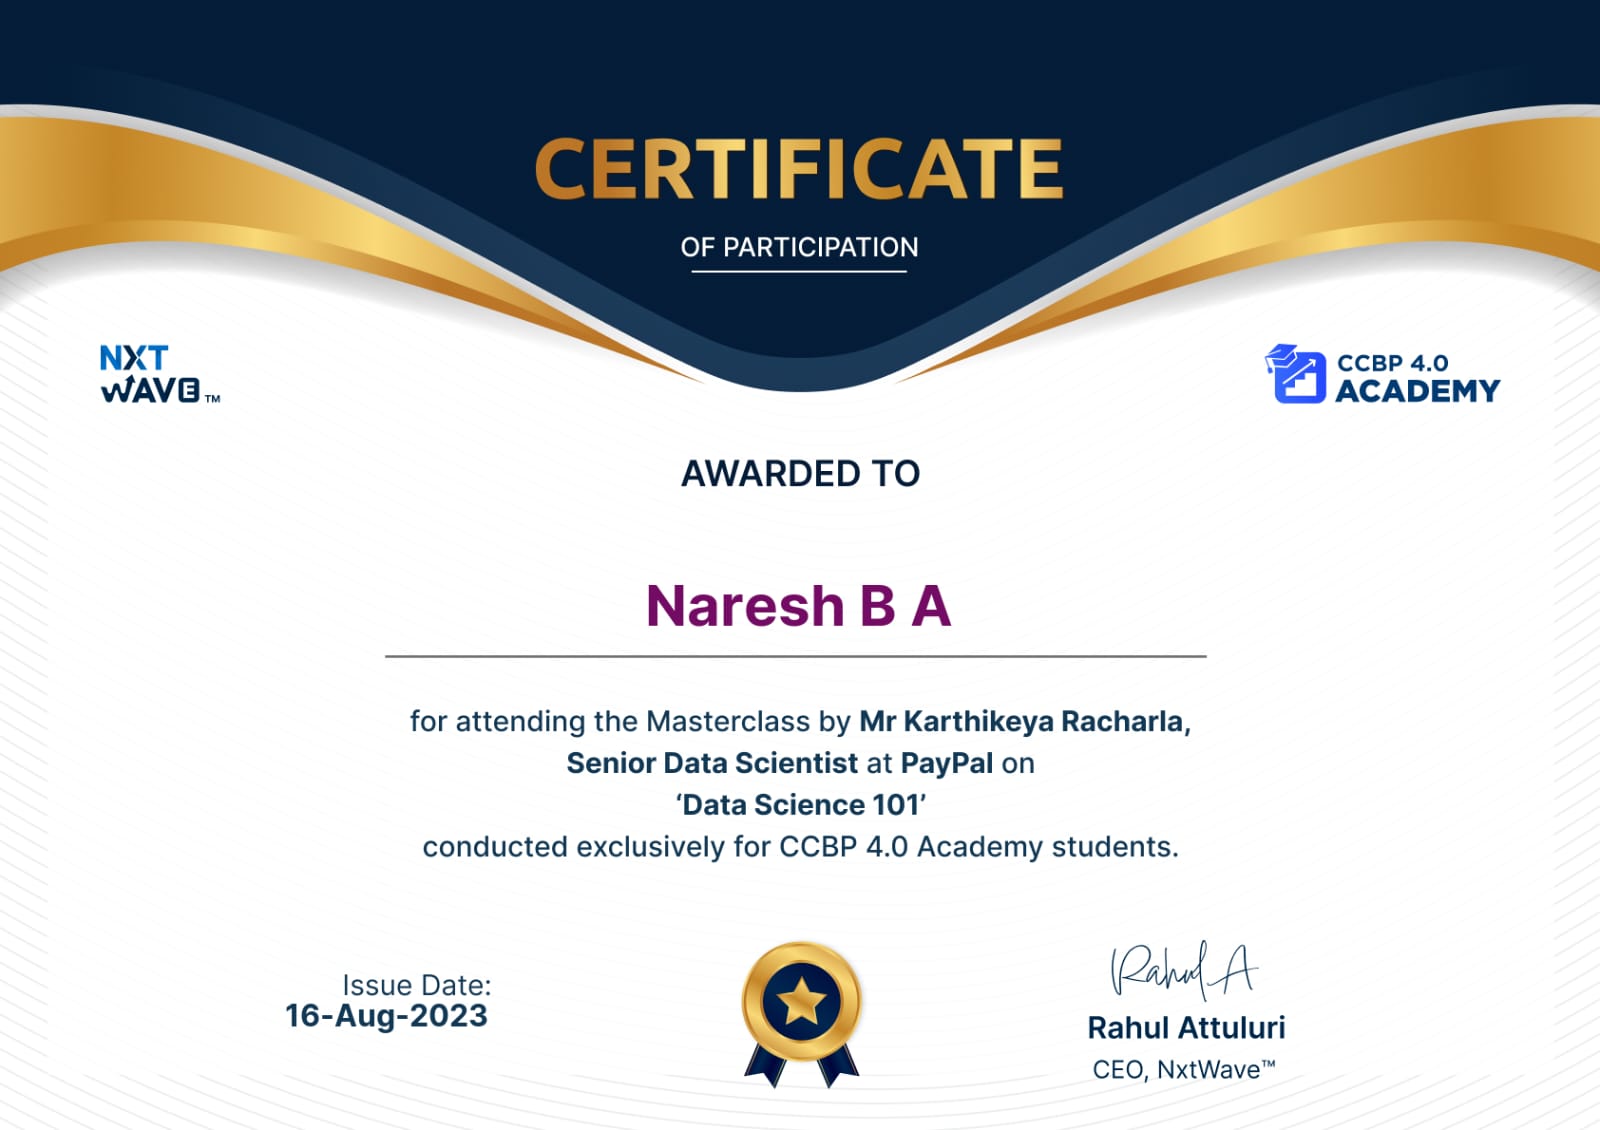 CERTIFICATE
OF PARTICIPATION
NXT
WAVE™
CCBP 4.0
ACADEMY
AWARDED TO
Naresh B A
for attending the Masterclass by Mr Karthikeya Racharla,
Senior Data Scientist at PayPal on
‘Data Science 101’
conducted exclusively for CCBP 4.0 Academy students.
Issue Date:
16-Aug-2023
Rahul A
Rahul Attuluri
CEO, NxtWave™